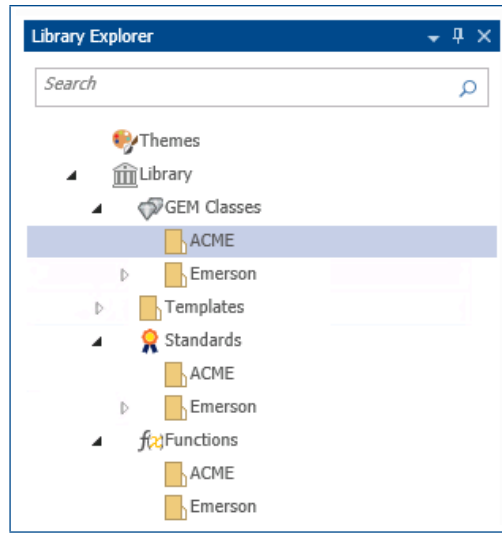 Library Explorer
Search
Themes
Library
GEM Classes
ACME
Emerson
Templates
Standards
ACME
Emerson
f(x) Functions
ACME
Emerson